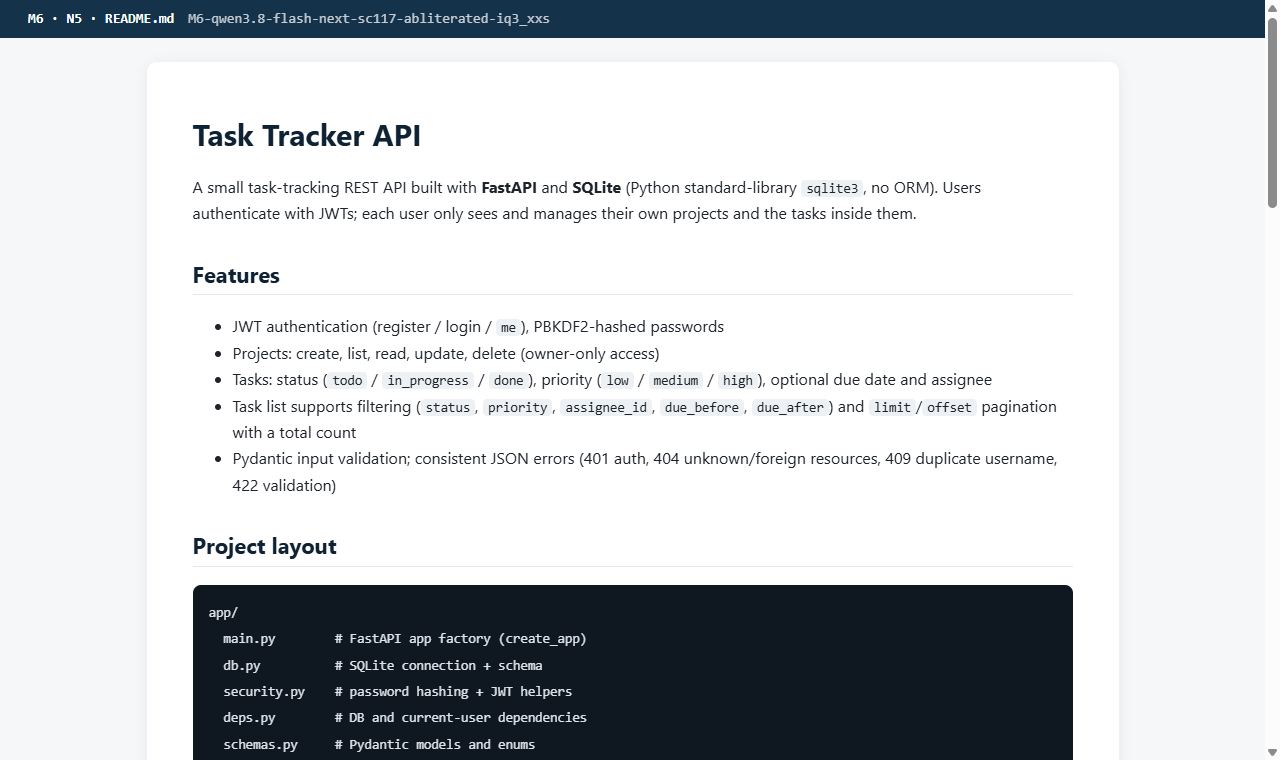 M6 · N5 · README.md M6-qwen3.8-flash-next-sc117-abliterated-iq3_xxs
Task Tracker API
A small task-tracking REST API built with FastAPI and SQLite (Python standard-library sqlite3, no ORM). Users
authenticate with JWTs; each user only sees and manages their own projects and the tasks inside them.
Features
• JWT authentication (register / login / me), PBKDF2-hashed passwords
• Projects: create, list, read, update, delete (owner-only access)
• Tasks: status (todo / in_progress / done), priority (low / medium / high), optional due date and assignee
• Task list supports filtering (status, priority, assignee_id, due_before, due_after) and limit/offset pagination
with a total count
• Pydantic input validation; consistent JSON errors (401 auth, 404 unknown/foreign resources, 409 duplicate username,
422 validation)
Project layout
app/
  main.py        # FastAPI app factory (create_app)
  db.py          # SQLite connection + schema
  security.py    # password hashing + JWT helpers
  deps.py        # DB and current-user dependencies
  schemas.py     # Pydantic models and enums